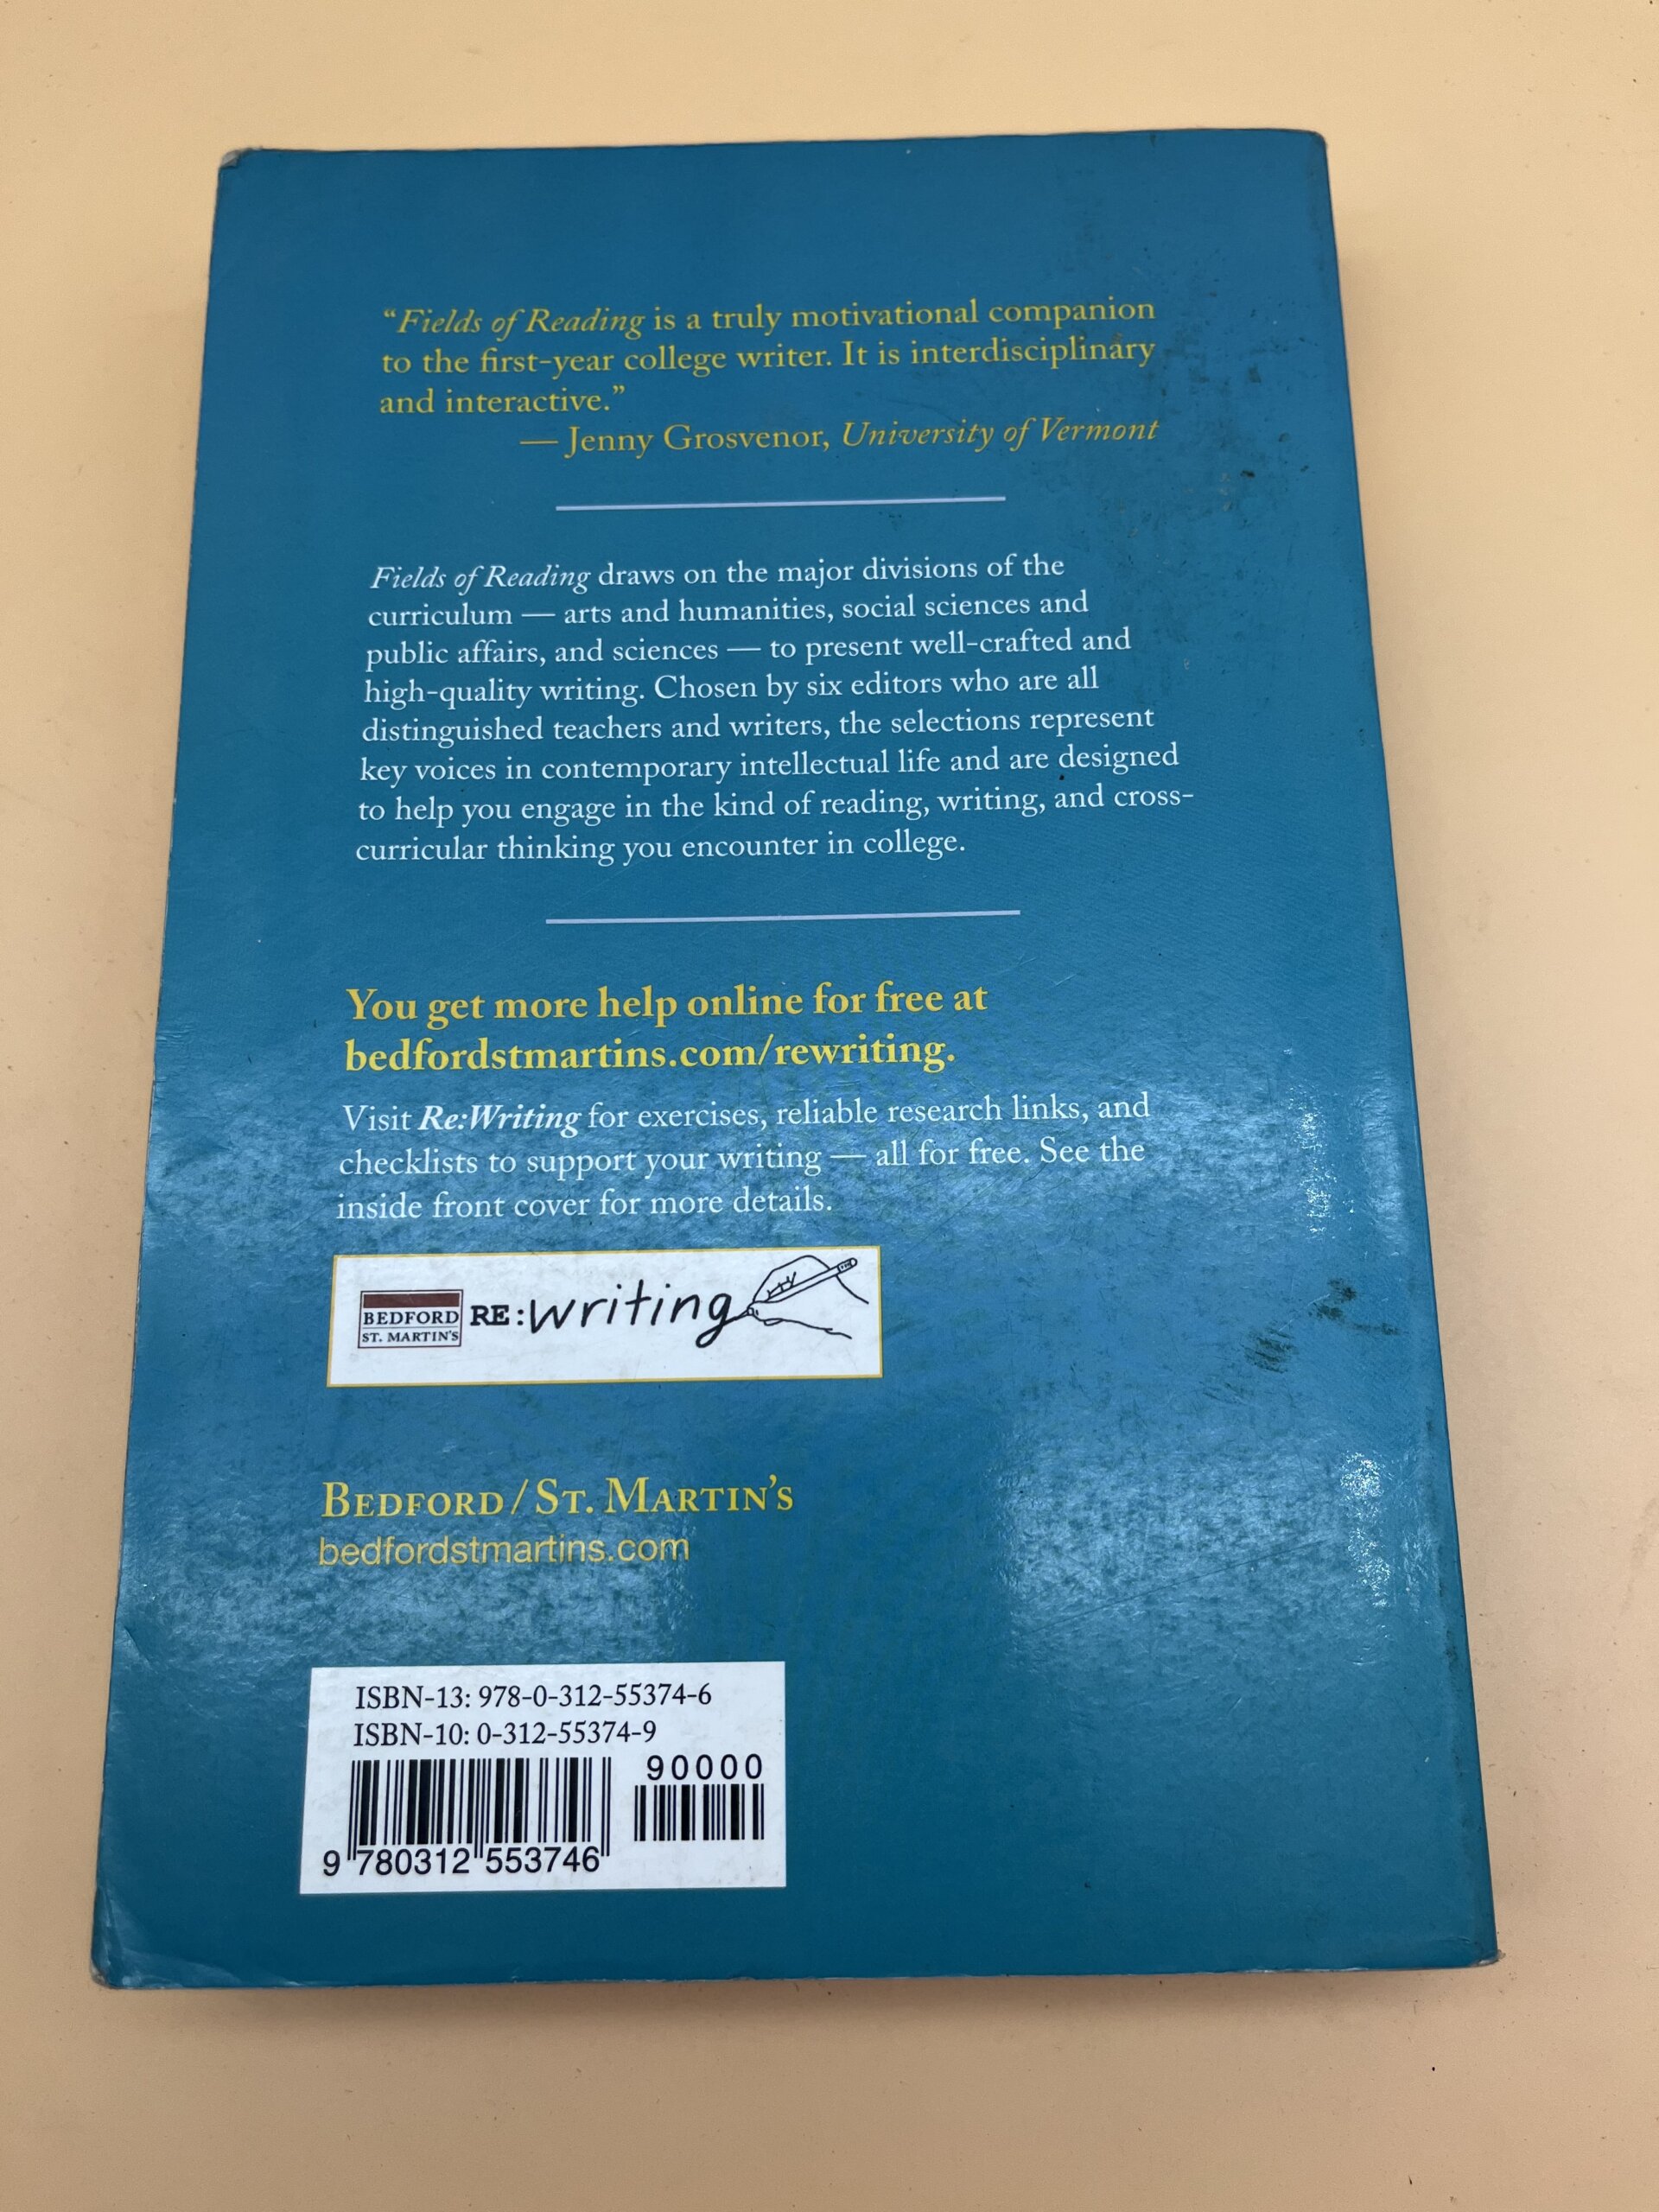 “Fields of Reading is a truly motivational companion
to the first-year college writer. It is interdisciplinary
and interactive.”
— Jenny Grosvenor, University of Vermont
Fields of Reading draws on the major divisions of the
curriculum — arts and humanities, social sciences and
public affairs, and sciences — to present well-crafted and
high-quality writing. Chosen by six editors who are all
distinguished teachers and writers, the selections represent
key voices in contemporary intellectual life and are designed
to help you engage in the kind of reading, writing, and cross-
curricular thinking you encounter in college.
You get more help online for free at
bedfordstmartins.com/rewriting.
Visit Re:Writing for exercises, reliable research links, and
checklists to support your writing — all for free. See the
inside front cover for more details.
BEDFORD
ST. MARTIN'S
RE: writing
BEDFORD / ST. MARTIN'S
bedfordstmartins.com
ISBN-13: 978-0-312-55374-6
ISBN-10: 0-312-55374-9
90000
9 780312 553746